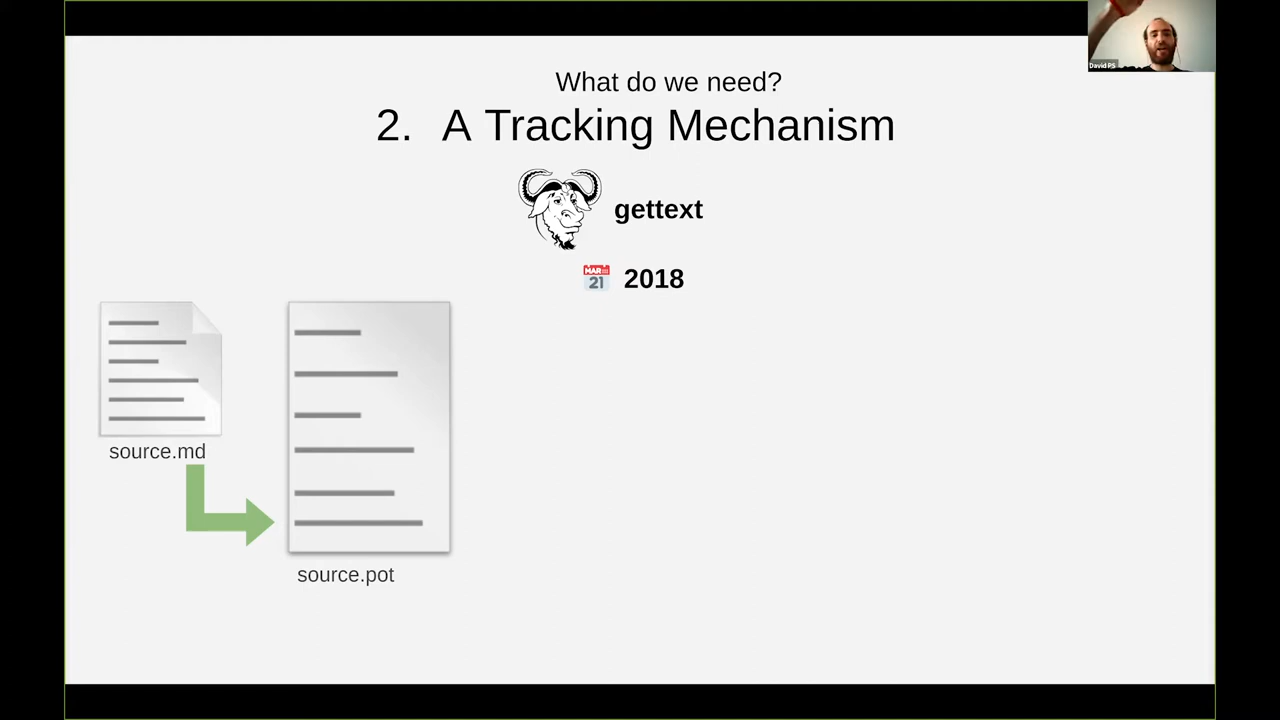 What do we need?
2. A Tracking Mechanism
gettext
MAR
21
2018
source.md
source.pot
David PS